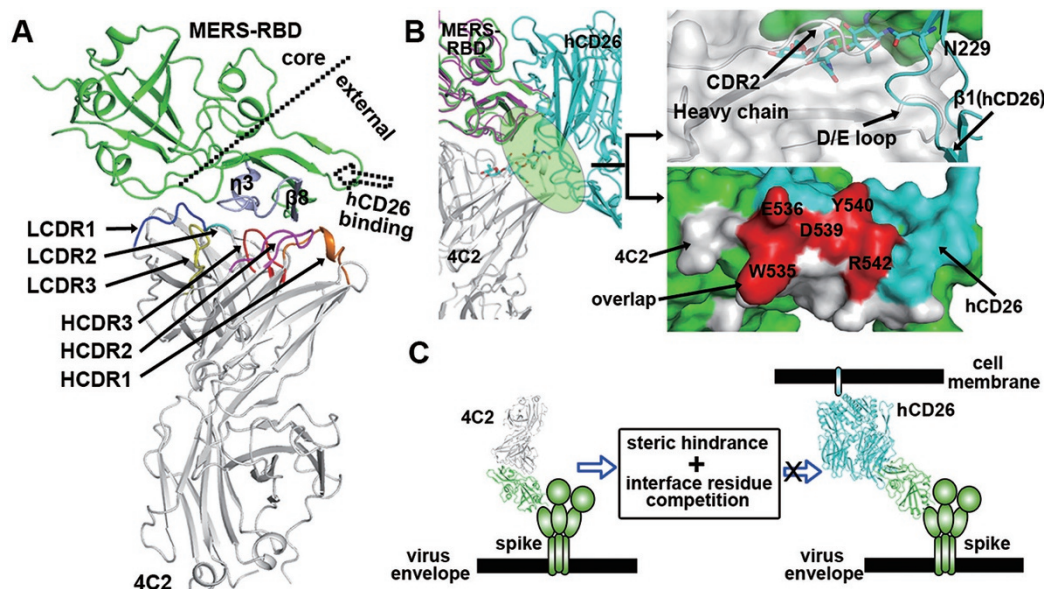 A
MERS-RBD
core
external
η3
β8
hCD26
binding
LCDR1
LCDR2
LCDR3
HCDR3
HCDR2
HCDR1
4C2
B
MERS-
RBD
hCD26
4C2
N229
CDR2
Heavy chain
D/E loop
β1(hCD26)
E536
Y540
D539
4C2
W535
R542
overlap
hCD26
C
4C2
steric hindrance
+
interface residue
competition
X
cell
membrane
hCD26
spike
virus
envelope
spike
virus
envelope